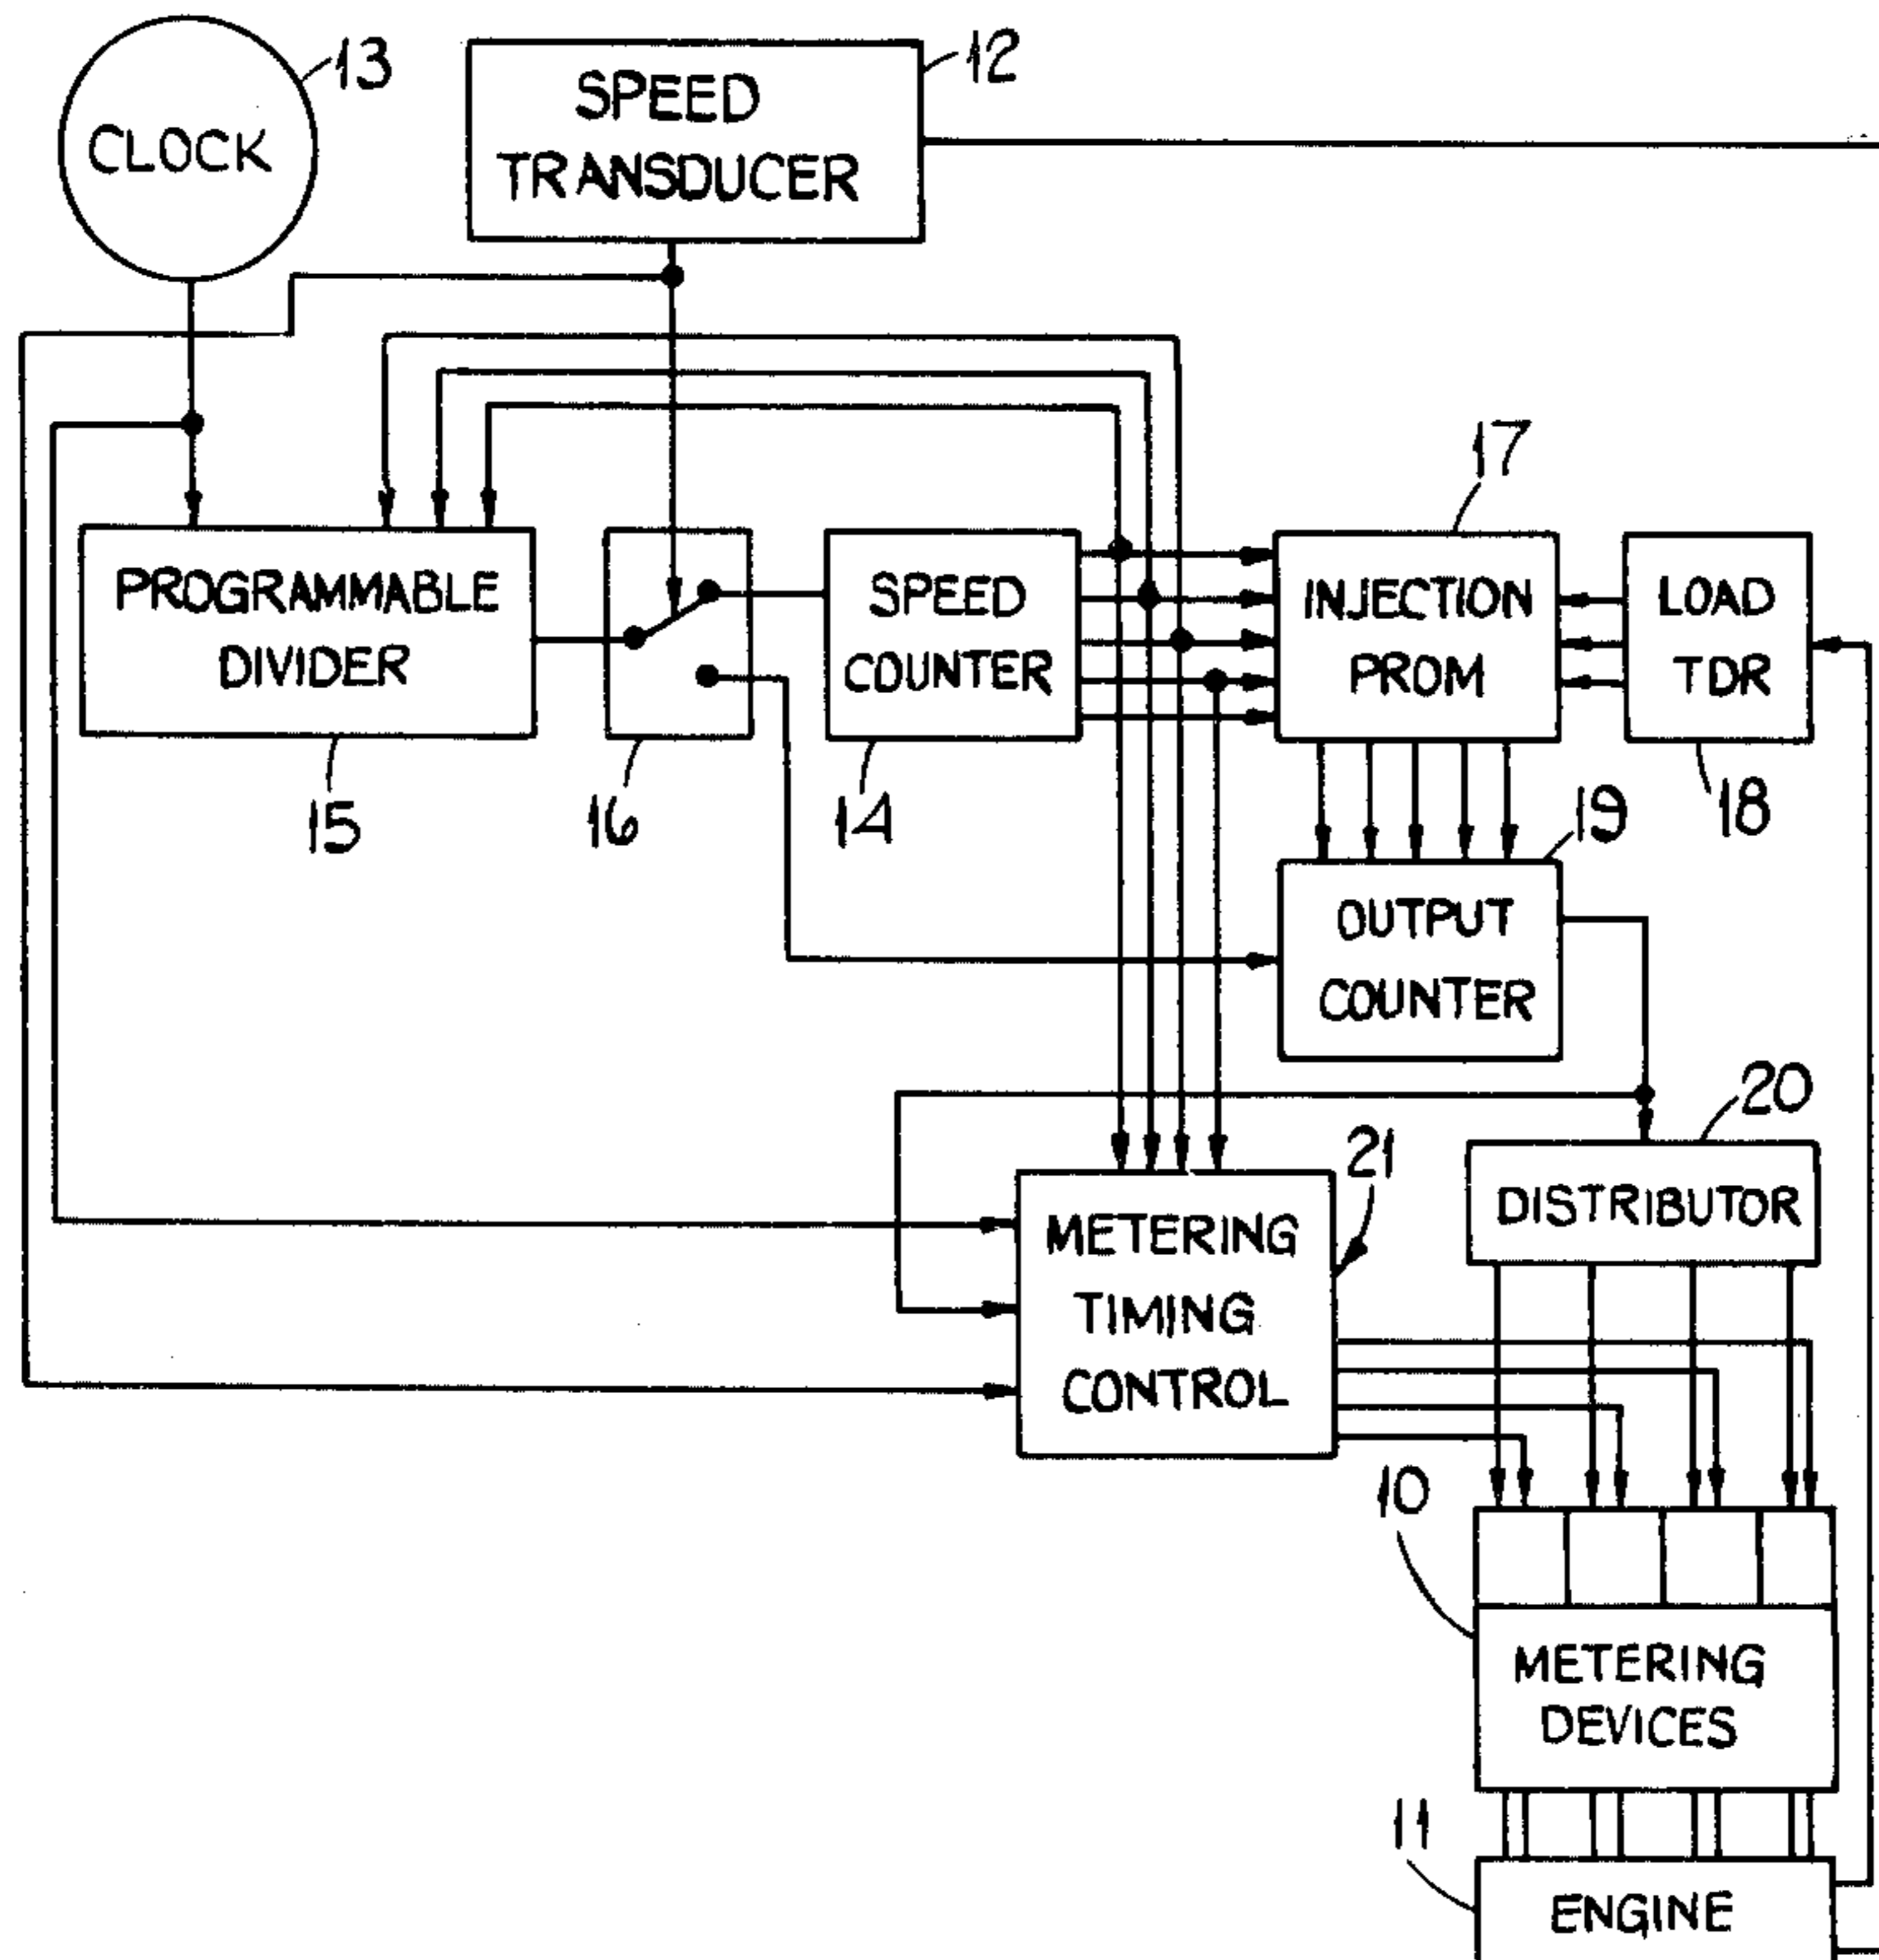 13
CLOCK
12
SPEED
TRANSDUCER
17
PROGRAMMABLE
DIVIDER
15
16
SPEED
COUNTER
14
INJECTION
PROM
LOAD
TDR
18
19
OUTPUT
COUNTER
20
DISTRIBUTOR
21
METERING
TIMING
CONTROL
10
METERING
DEVICES
11
ENGINE